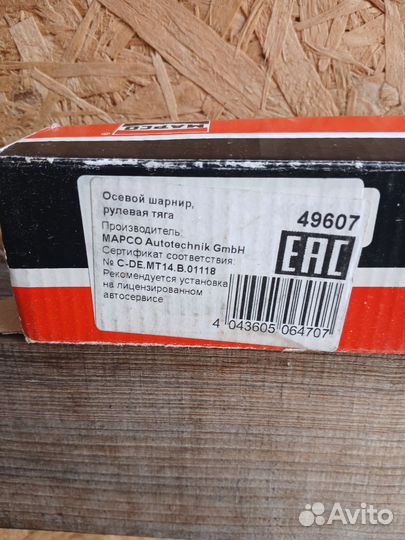 MAPCO
®
Осевой шарнир,
рулевая тяга
49607
Производитель:
MAPCO Autotechnik GmbH
Сертификат соответствия:
№ C-DE.MT14.B.01118
Рекомендуется установка
на лицензированном
автосервисе
EAC
4 043605 064707
Avito